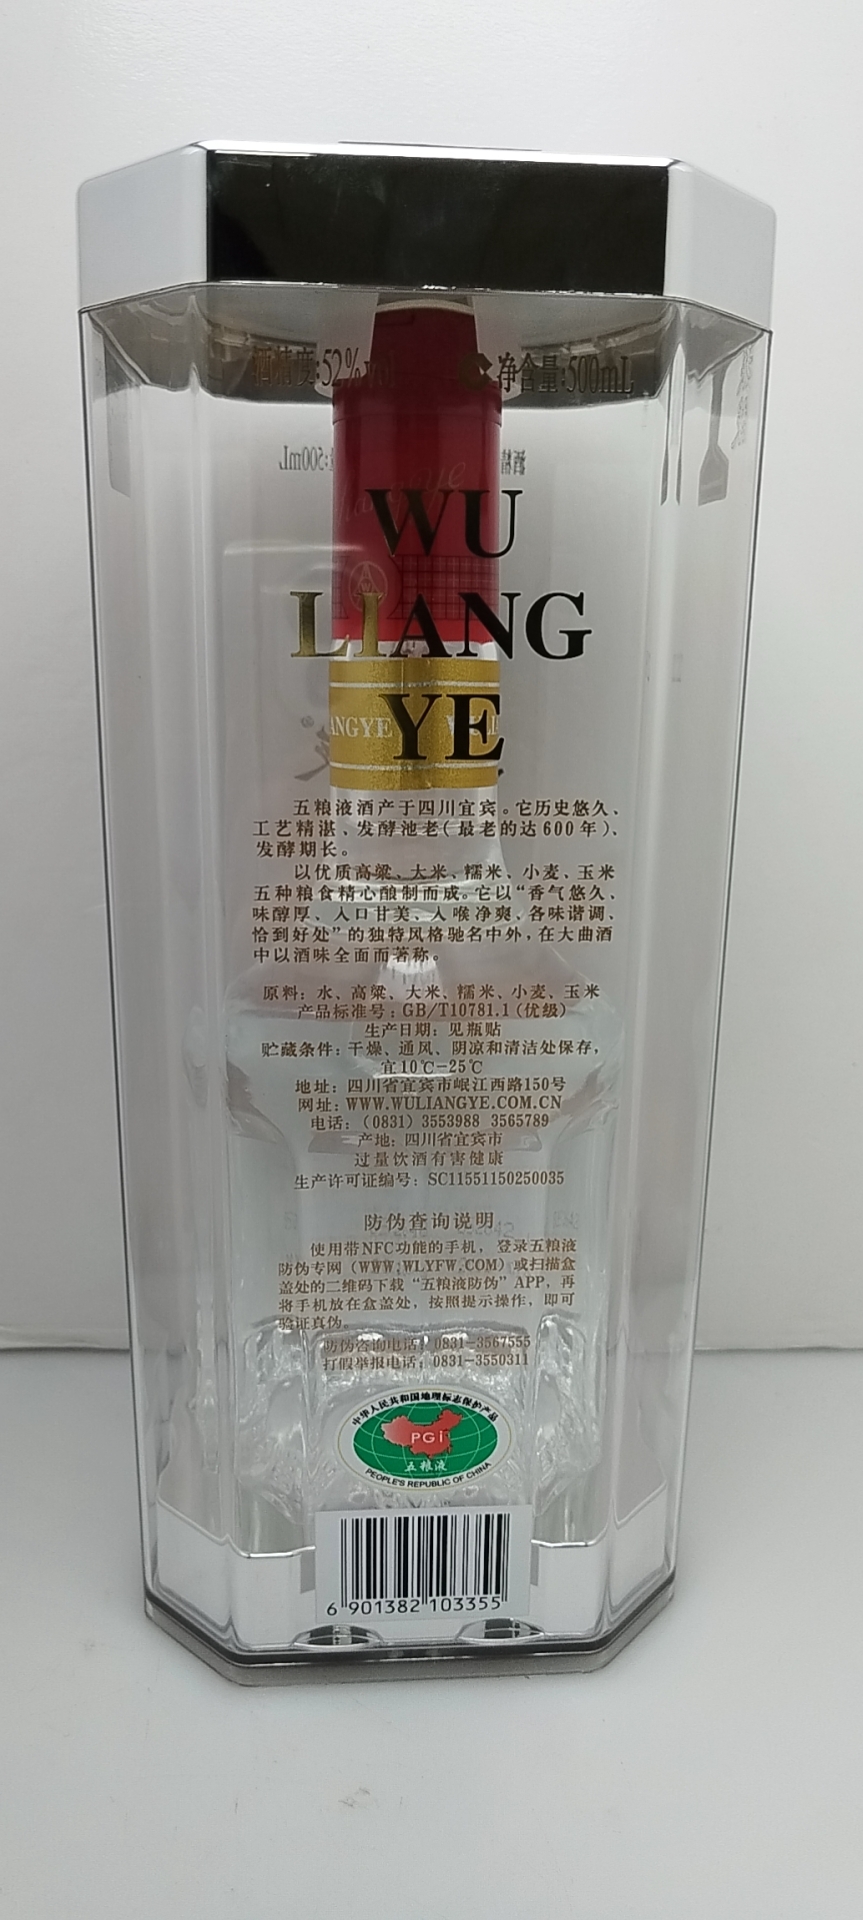 酒精度:52%vol 净含量:500mL
WU
LIANG
YE
ANGYE
五粮液酒产于四川宜宾。它历史悠久、
工艺精湛、发酵池老(最老的达600年)、
发酵期长。
以优质高粱、大米、糯米、小麦、玉米
五种粮食精心酿制而成。它以“香气悠久、
味醇厚、入口甘美、入喉净爽、各味谐调、
恰到好处”的独特风格驰名中外,在大曲酒
中以酒味全面而著称。
原料: 水、高粱、大米、糯米、小麦、玉米
产品标准号: GB/T10781.1(优级)
生产日期: 见瓶贴
贮藏条件: 干燥、通风、阴凉和清洁处保存,
宜10℃-25℃
地址: 四川省宜宾市岷江西路150号
网址: WWW.WULIANGYE.COM.CN
电话: (0831) 3553988 3565789
产地: 四川省宜宾市
过量饮酒有害健康
生产许可证编号: SC11551150250035
防伪查询说明
使用带NFC功能的手机, 登录五粮液
防伪专网(WWW.WLYFW.COM)或扫描盒
盖处的二维码下载“五粮液防伪”APP, 再
将手机放在盒盖处, 按照提示操作, 即可
验证真伪。
防伪咨询电话: 0831-3567555
打假举报电话: 0831-3550311
中华人民共和国地理标志保护产品
PGI
五粮液
PEOPLE'S REPUBLIC OF CHINA
6 901382 103355